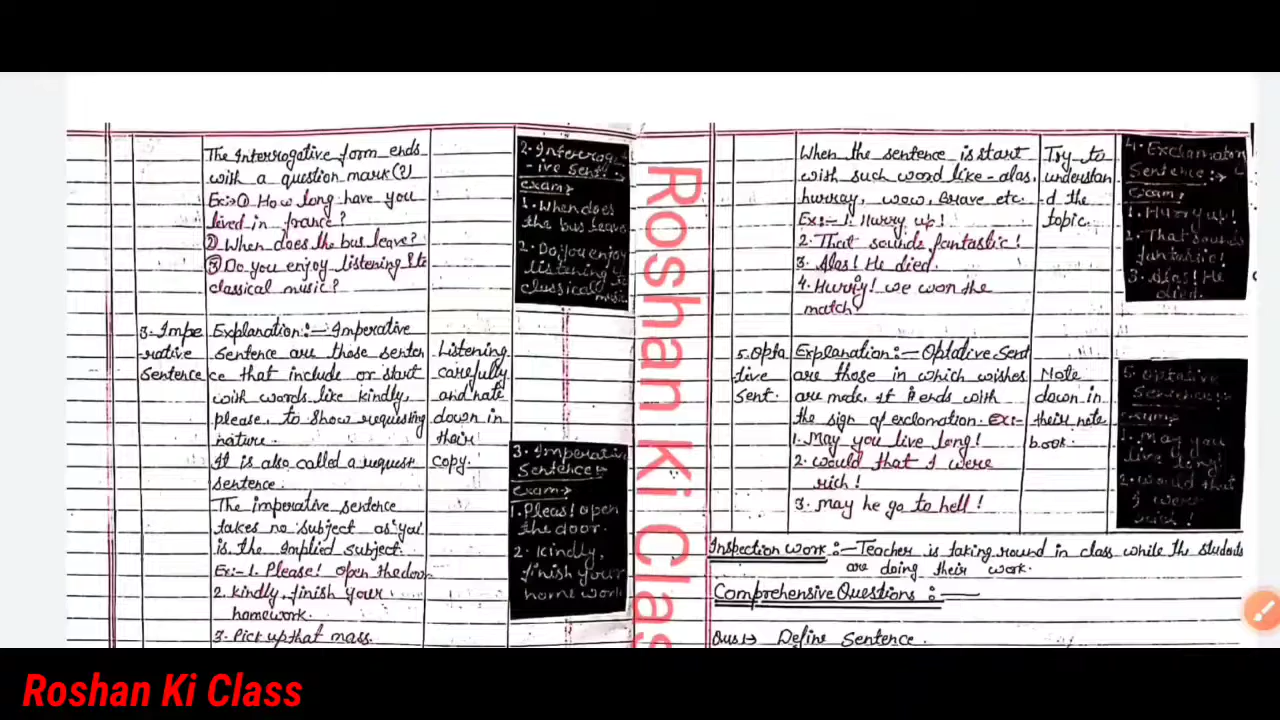 The Interrogative form ends
with a question mark(?)
Ex:→① How long have you
lived in france?
② When does the bus leave?
③ Do you enjoy listening to
classical music?
3. Impe
-rative
Sentence
Explanation:— Imperative
sentence are those senten
ce that include or start
with words like kindly,
please, to show requesting
nature.
It is also called a request
sentence.
The imperative sentence
takes no subject as 'you'
is the implied subject.
Ex:- 1. Please! open the door
2. kindly, finish your
homework.
3. Pick up that mass.
Listening
carefully
and note
down in
their
copy.
2. Interrog
-ive Sent
Exam→
1. When does
the bus leave
2. Do you enjoy
listening to
classical music
3. Imperative
Sentence:-
Exam→
1. Pleas! open
the door.
2. Kindly,
finish your
home work
Roshan Ki Clas
When the sentence is start
with such word like - alas,
hurray, wow, Brave etc.
Ex:- 1. Hurry up!
2. That sounds fantastic!
3. Alas! He died.
4. Hurray! we won the
match
Try to
understan
d the
topic.
4. Exclamatory
Sentence:→
Exam,
1. Hurry up!
2. That sounds
fantastic!
3. Alas! He
died.
5. Opta
tive
Sent.
Explanation:— Optative Sent
are those in which wishes
are made. it ends with
the sign of exclamation. Ex:-
1. May you live long!
2. would that I were
rich!
3. may he go to hell!
Note
down in
their note
book.
5. Optative
Sentence:-
Exam→
1. May you
live long!
2. would that
I were
rich!
Inspection Work:— Teacher is taking round in class while the students
are doing their work.
Comprehensive Questions:—
Ques1→ Define Sentence.
Roshan Ki Class